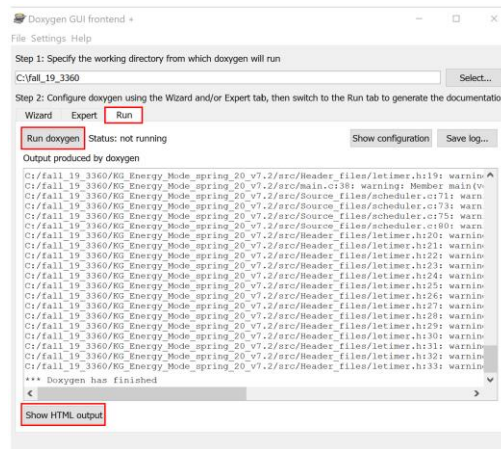 Doxygen GUI frontend +
File Settings Help
Step 1: Specify the working directory from which doxygen will run
C:\fall_19_3360
Select...
Step 2: Configure doxygen using the Wizard and/or Expert tab, then switch to the Run tab to generate the documentatio
Wizard Expert Run
Run doxygen Status: not running Show configuration Save log...
Output produced by doxygen
C:/fall_19_3360/KG_Energy_Mode_spring_20_v7.2/src/Header_files/letimer.h:19: warnin
C:/fall_19_3360/KG_Energy_Mode_spring_20_v7.2/src/main.c:38: warning: Member main(v
C:/fall_19_3360/KG_Energy_Mode_spring_20_v7.2/src/Source_files/scheduler.c:71: warn
C:/fall_19_3360/KG_Energy_Mode_spring_20_v7.2/src/Source_files/scheduler.c:73: warn
C:/fall_19_3360/KG_Energy_Mode_spring_20_v7.2/src/Source_files/scheduler.c:75: warn
C:/fall_19_3360/KG_Energy_Mode_spring_20_v7.2/src/Source_files/scheduler.c:80: warn
C:/fall_19_3360/KG_Energy_Mode_spring_20_v7.2/src/Header_files/letimer.h:20: warnin
C:/fall_19_3360/KG_Energy_Mode_spring_20_v7.2/src/Header_files/letimer.h:21: warnin
C:/fall_19_3360/KG_Energy_Mode_spring_20_v7.2/src/Header_files/letimer.h:22: warnin
C:/fall_19_3360/KG_Energy_Mode_spring_20_v7.2/src/Header_files/letimer.h:23: warnin
C:/fall_19_3360/KG_Energy_Mode_spring_20_v7.2/src/Header_files/letimer.h:24: warnin
C:/fall_19_3360/KG_Energy_Mode_spring_20_v7.2/src/Header_files/letimer.h:25: warnin
C:/fall_19_3360/KG_Energy_Mode_spring_20_v7.2/src/Header_files/letimer.h:26: warnin
C:/fall_19_3360/KG_Energy_Mode_spring_20_v7.2/src/Header_files/letimer.h:28: warnin
C:/fall_19_3360/KG_Energy_Mode_spring_20_v7.2/src/Header_files/letimer.h:29: warnin
C:/fall_19_3360/KG_Energy_Mode_spring_20_v7.2/src/Header_files/letimer.h:30: warnin
C:/fall_19_3360/KG_Energy_Mode_spring_20_v7.2/src/Header_files/letimer.h:31: warnin
C:/fall_19_3360/KG_Energy_Mode_spring_20_v7.2/src/Header_files/letimer.h:32: warnin
C:/fall_19_3360/KG_Energy_Mode_spring_20_v7.2/src/Header_files/letimer.h:33: warnin
*** Doxygen has finished
Show HTML output